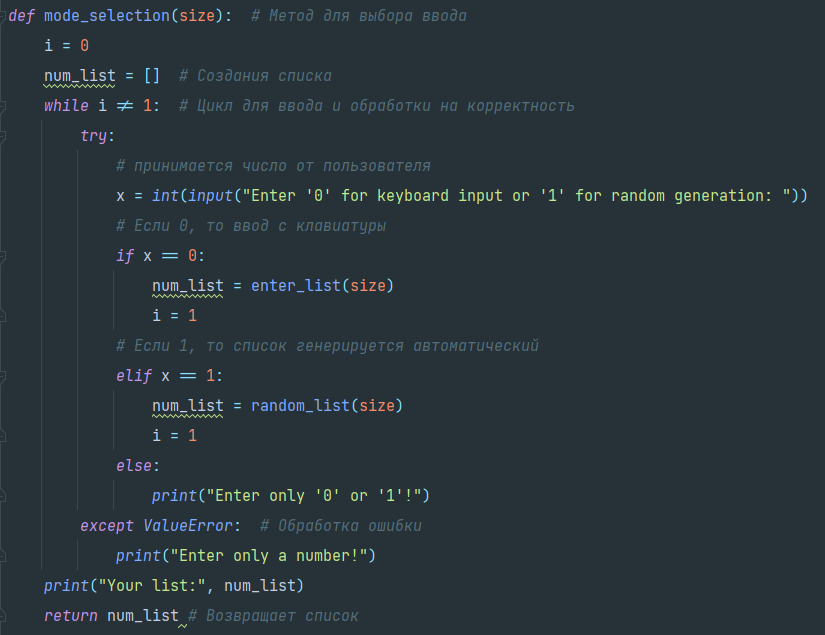 def mode_selection(size):  # Метод для выбора ввода
    i = 0
    num_list = []  # Создания списка
    while i != 1:  # Цикл для ввода и обработки на корректность
        try:
            # принимается число от пользователя
            x = int(input("Enter '0' for keyboard input or '1' for random generation: "))
            # Если 0, то ввод с клавиатуры
            if x == 0:
                num_list = enter_list(size)
                i = 1
            # Если 1, то список генерируется автоматический
            elif x == 1:
                num_list = random_list(size)
                i = 1
            else:
                print("Enter only '0' or '1'!")
        except ValueError:  # Обработка ошибки
            print("Enter only a number!")
    print("Your list:", num_list)
    return num_list # Возвращает список